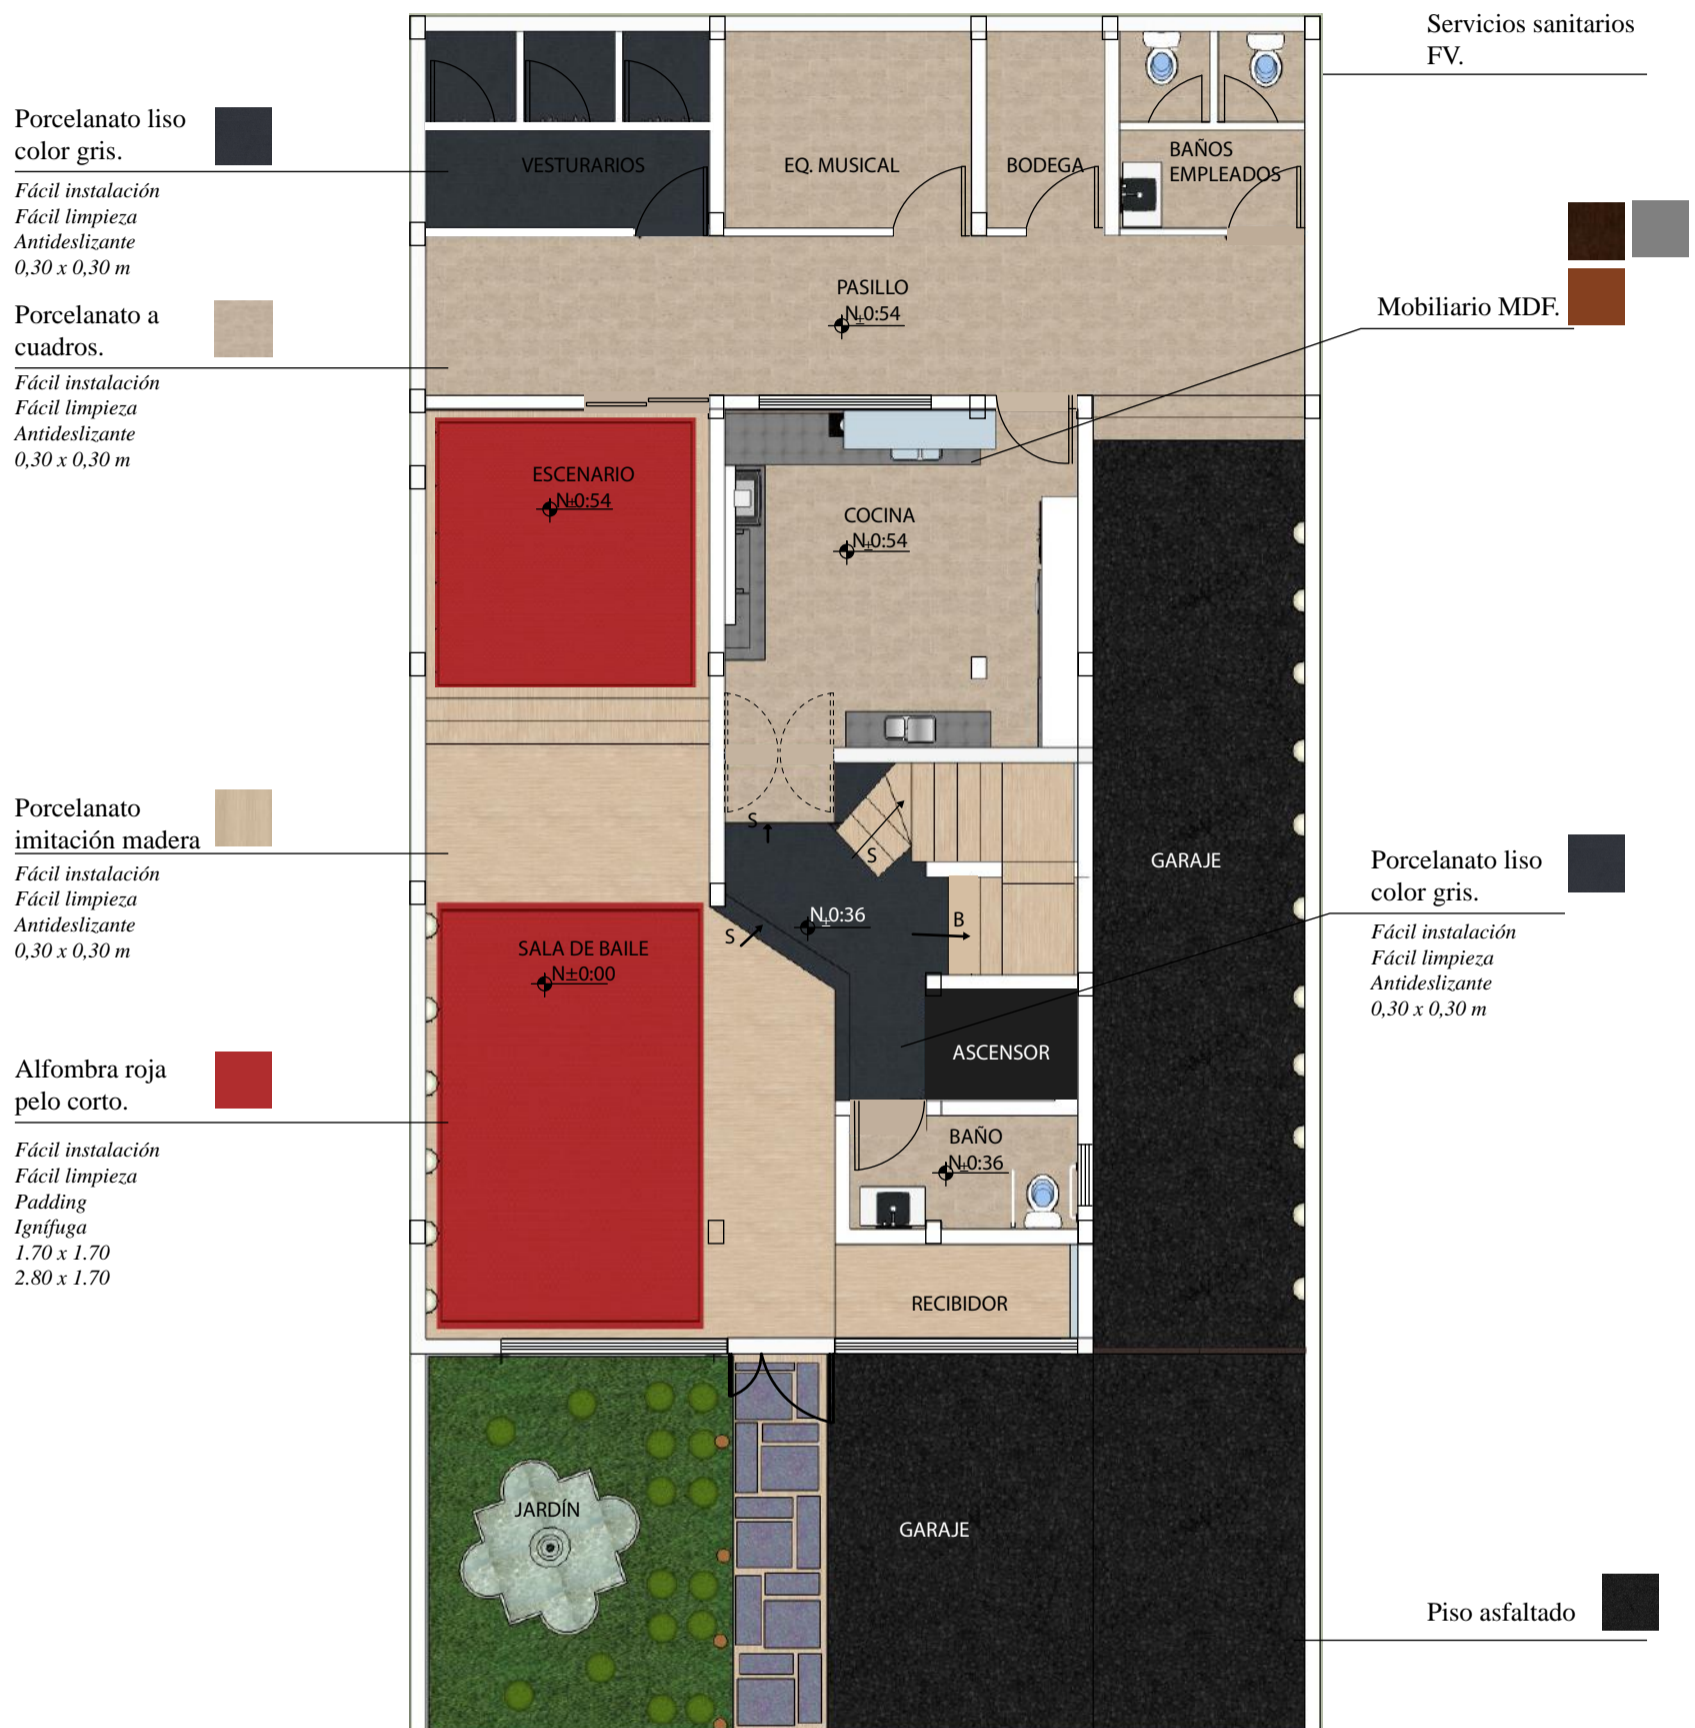 Servicios sanitarios
FV.
Porcelanato liso
color gris.
Fácil instalación
Fácil limpieza
Antideslizante
0,30 x 0,30 m
Porcelanato a
cuadros.
Fácil instalación
Fácil limpieza
Antideslizante
0,30 x 0,30 m
Porcelanato
imitación madera
Fácil instalación
Fácil limpieza
Antideslizante
0,30 x 0,30 m
Alfombra roja
pelo corto.
Fácil instalación
Fácil limpieza
Padding
Ignífuga
1.70 x 1.70
2.80 x 1.70
VESTURARIOS
EQ. MUSICAL
BODEGA
BAÑOS
EMPLEADOS
PASILLO
N±0:54
ESCENARIO
N±0:54
COCINA
N±0:54
S
S
S
B
N±0:36
SALA DE BAILE
N±0:00
ASCENSOR
BAÑO
N±0:36
RECIBIDOR
GARAJE
JARDÍN
GARAJE
Mobiliario MDF.
Porcelanato liso
color gris.
Fácil instalación
Fácil limpieza
Antideslizante
0,30 x 0,30 m
Piso asfaltado